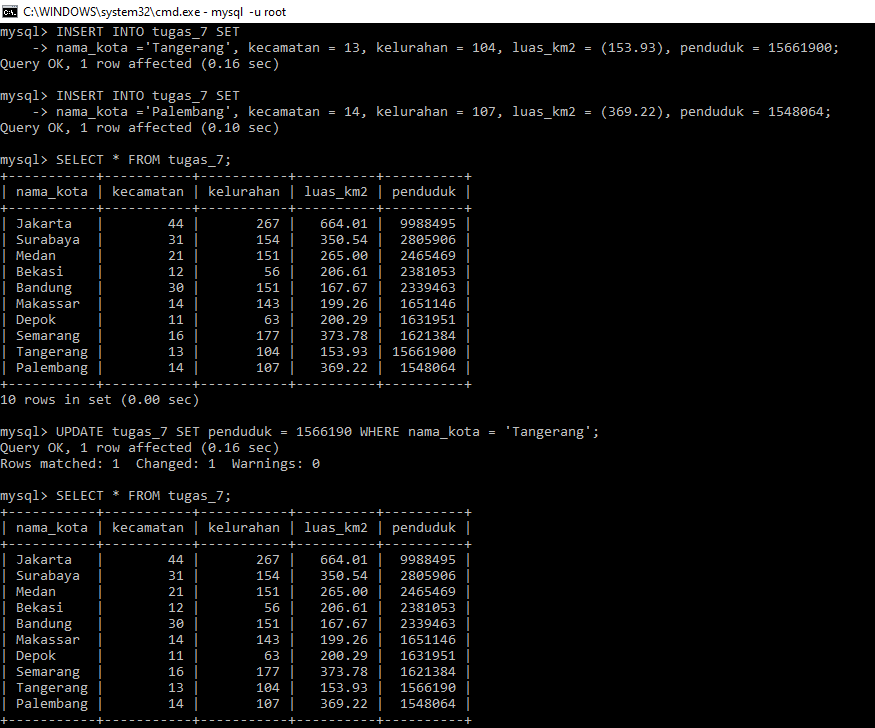 C:\WINDOWS\system32\cmd.exe - mysql  -u root
mysql> INSERT INTO tugas_7 SET
    -> nama_kota ='Tangerang', kecamatan = 13, kelurahan = 104, luas_km2 = (153.93), penduduk = 15661900;
Query OK, 1 row affected (0.16 sec)

mysql> INSERT INTO tugas_7 SET
    -> nama_kota ='Palembang', kecamatan = 14, kelurahan = 107, luas_km2 = (369.22), penduduk = 1548064;
Query OK, 1 row affected (0.10 sec)

mysql> SELECT * FROM tugas_7;
+-----------+-----------+-----------+----------+----------+
| nama_kota | kecamatan | kelurahan | luas_km2 | penduduk |
+-----------+-----------+-----------+----------+----------+
| Jakarta   |        44 |       267 |   664.01 |  9988495 |
| Surabaya  |        31 |       154 |   350.54 |  2805906 |
| Medan     |        21 |       151 |   265.00 |  2465469 |
| Bekasi    |        12 |        56 |   206.61 |  2381053 |
| Bandung   |        30 |       151 |   167.67 |  2339463 |
| Makassar  |        14 |       143 |   199.26 |  1651146 |
| Depok     |        11 |        63 |   200.29 |  1631951 |
| Semarang  |        16 |       177 |   373.78 |  1621384 |
| Tangerang |        13 |       104 |   153.93 | 15661900 |
| Palembang |        14 |       107 |   369.22 |  1548064 |
+-----------+-----------+-----------+----------+----------+
10 rows in set (0.00 sec)

mysql> UPDATE tugas_7 SET penduduk = 1566190 WHERE nama_kota = 'Tangerang';
Query OK, 1 row affected (0.16 sec)
Rows matched: 1  Changed: 1  Warnings: 0

mysql> SELECT * FROM tugas_7;
+-----------+-----------+-----------+----------+----------+
| nama_kota | kecamatan | kelurahan | luas_km2 | penduduk |
+-----------+-----------+-----------+----------+----------+
| Jakarta   |        44 |       267 |   664.01 |  9988495 |
| Surabaya  |        31 |       154 |   350.54 |  2805906 |
| Medan     |        21 |       151 |   265.00 |  2465469 |
| Bekasi    |        12 |        56 |   206.61 |  2381053 |
| Bandung   |        30 |       151 |   167.67 |  2339463 |
| Makassar  |        14 |       143 |   199.26 |  1651146 |
| Depok     |        11 |        63 |   200.29 |  1631951 |
| Semarang  |        16 |       177 |   373.78 |  1621384 |
| Tangerang |        13 |       104 |   153.93 |  1566190 |
| Palembang |        14 |       107 |   369.22 |  1548064 |
+-----------+-----------+-----------+----------+----------+